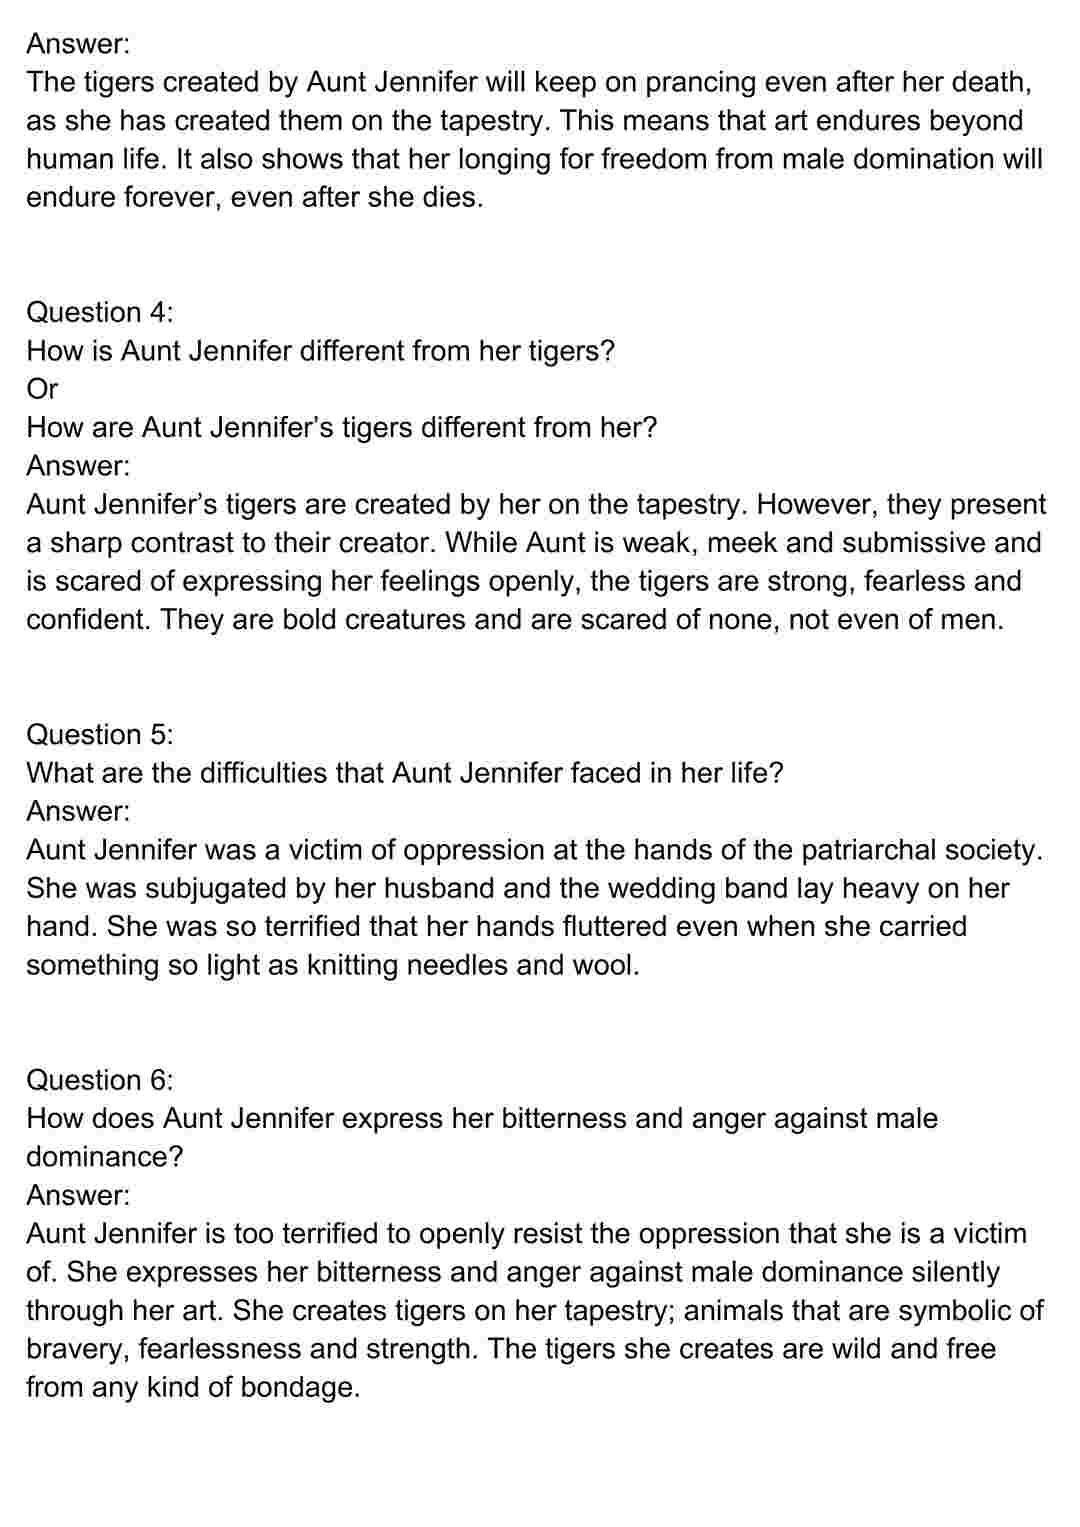 Answer:
The tigers created by Aunt Jennifer will keep on prancing even after her death,
as she has created them on the tapestry. This means that art endures beyond
human life. It also shows that her longing for freedom from male domination will
endure forever, even after she dies.
Question 4:
How is Aunt Jennifer different from her tigers?
Or
How are Aunt Jennifer's tigers different from her?
Answer:
Aunt Jennifer’s tigers are created by her on the tapestry. However, they present
a sharp contrast to their creator. While Aunt is weak, meek and submissive and
is scared of expressing her feelings openly, the tigers are strong, fearless and
confident. They are bold creatures and are scared of none, not even of men.
Question 5:
What are the difficulties that Aunt Jennifer faced in her life?
Answer:
Aunt Jennifer was a victim of oppression at the hands of the patriarchal society.
She was subjugated by her husband and the wedding band lay heavy on her
hand. She was so terrified that her hands fluttered even when she carried
something so light as knitting needles and wool.
Question 6:
How does Aunt Jennifer express her bitterness and anger against male
dominance?
Answer:
Aunt Jennifer is too terrified to openly resist the oppression that she is a victim
of. She expresses her bitterness and anger against male dominance silently
through her art. She creates tigers on her tapestry; animals that are symbolic of
bravery, fearlessness and strength. The tigers she creates are wild and free
from any kind of bondage.